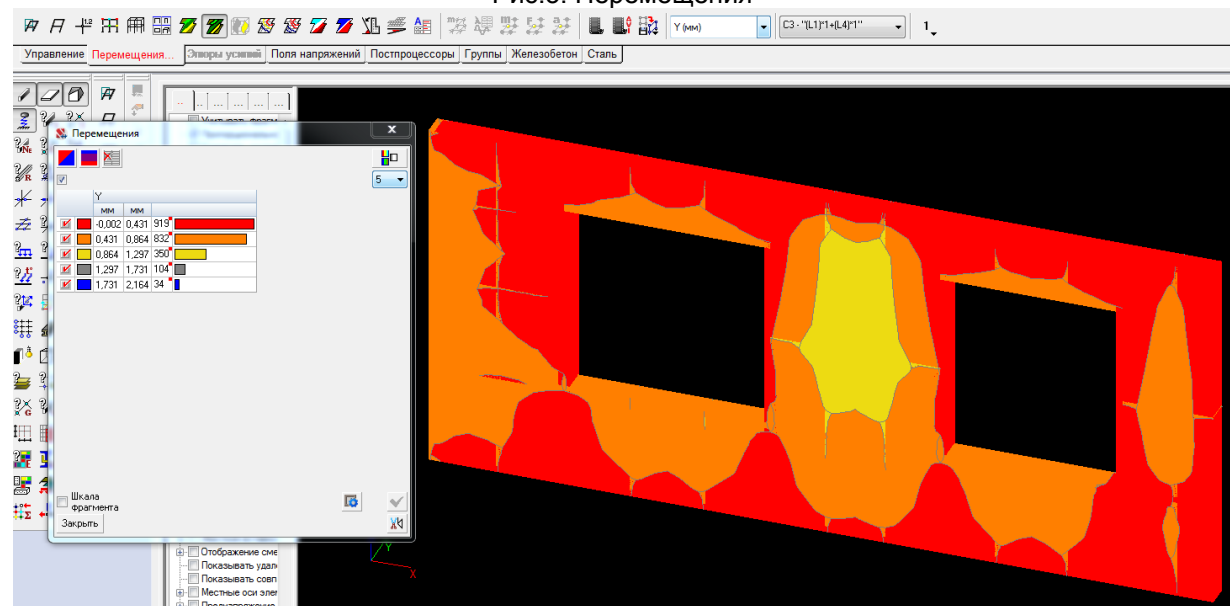 Рис.8. Перемещения
Y (мм)
C3 - "(L1)"1+(L4)"1"
1
Управление Перемещения... Эпюры усилий Поля напряжений Постпроцессоры Группы Железобетон Сталь
Перемещения
5
Y
мм мм
-0,002 0,431 919
0,431 0,864 832
0,864 1,297 350
1,297 1,731 104
1,731 2,164 34
Шкала
фрагмента
Закрыть
Отображение сме
Показывать удал
Показывать совп
Местные оси элег
Y
X